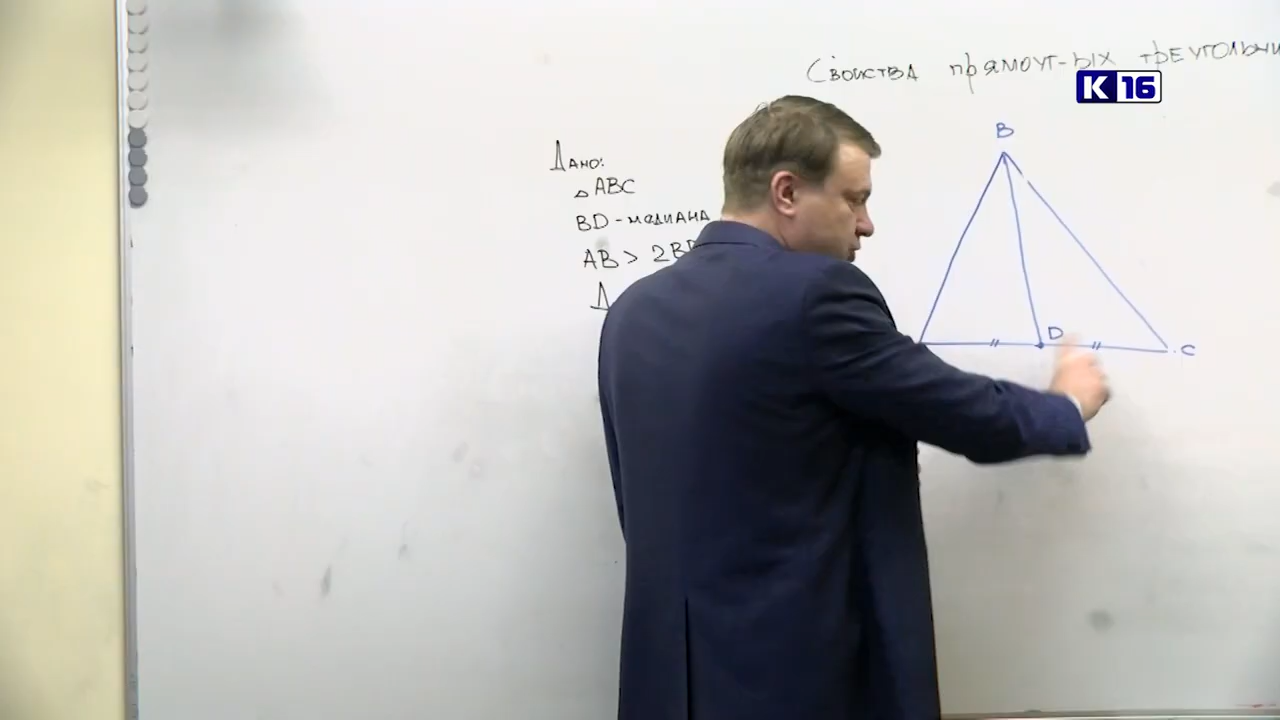 Свойства прямоуг-ых треугольни
K 16
Дано:
△ ABC
BD - медиана
AB > 2BD
Д
B
D
C